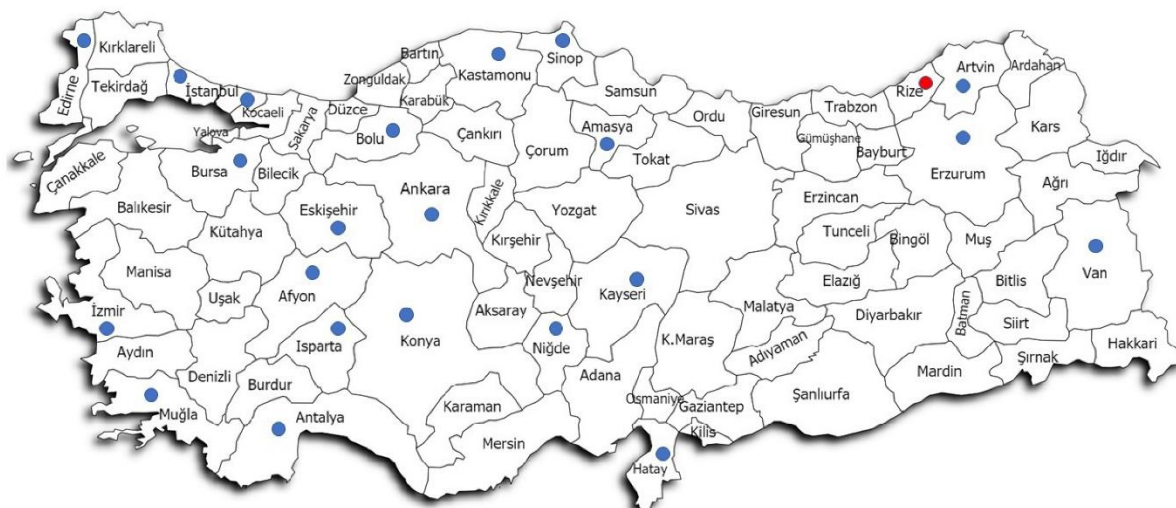 Kırklareli
Edirne
Tekirdağ
İstanbul
Kocaeli
Yalova
Sakarya
Düzce
Zonguldak
Bartın
Karabük
Kastamonu
Sinop
Samsun
Ordu
Giresun
Trabzon
Rize
Artvin
Ardahan
Kars
Iğdır
Ağrı
Erzurum
Bayburt
Gümüşhane
Çanakkale
Balıkesir
Bursa
Bilecik
Bolu
Çankırı
Çorum
Amasya
Tokat
Sivas
Erzincan
Tunceli
Bingöl
Muş
Bitlis
Van
Kütahya
Eskişehir
Ankara
Kırıkkale
Kırşehir
Yozgat
Nevşehir
Kayseri
Malatya
Elazığ
Diyarbakır
Batman
Siirt
Şırnak
Hakkari
Manisa
İzmir
Uşak
Afyon
Aydın
Denizli
Muğla
Isparta
Burdur
Antalya
Konya
Aksaray
Niğde
Karaman
Mersin
Adana
Osmaniye
K.Maraş
Adıyaman
Gaziantep
Kilis
Hatay
Şanlıurfa
Mardin